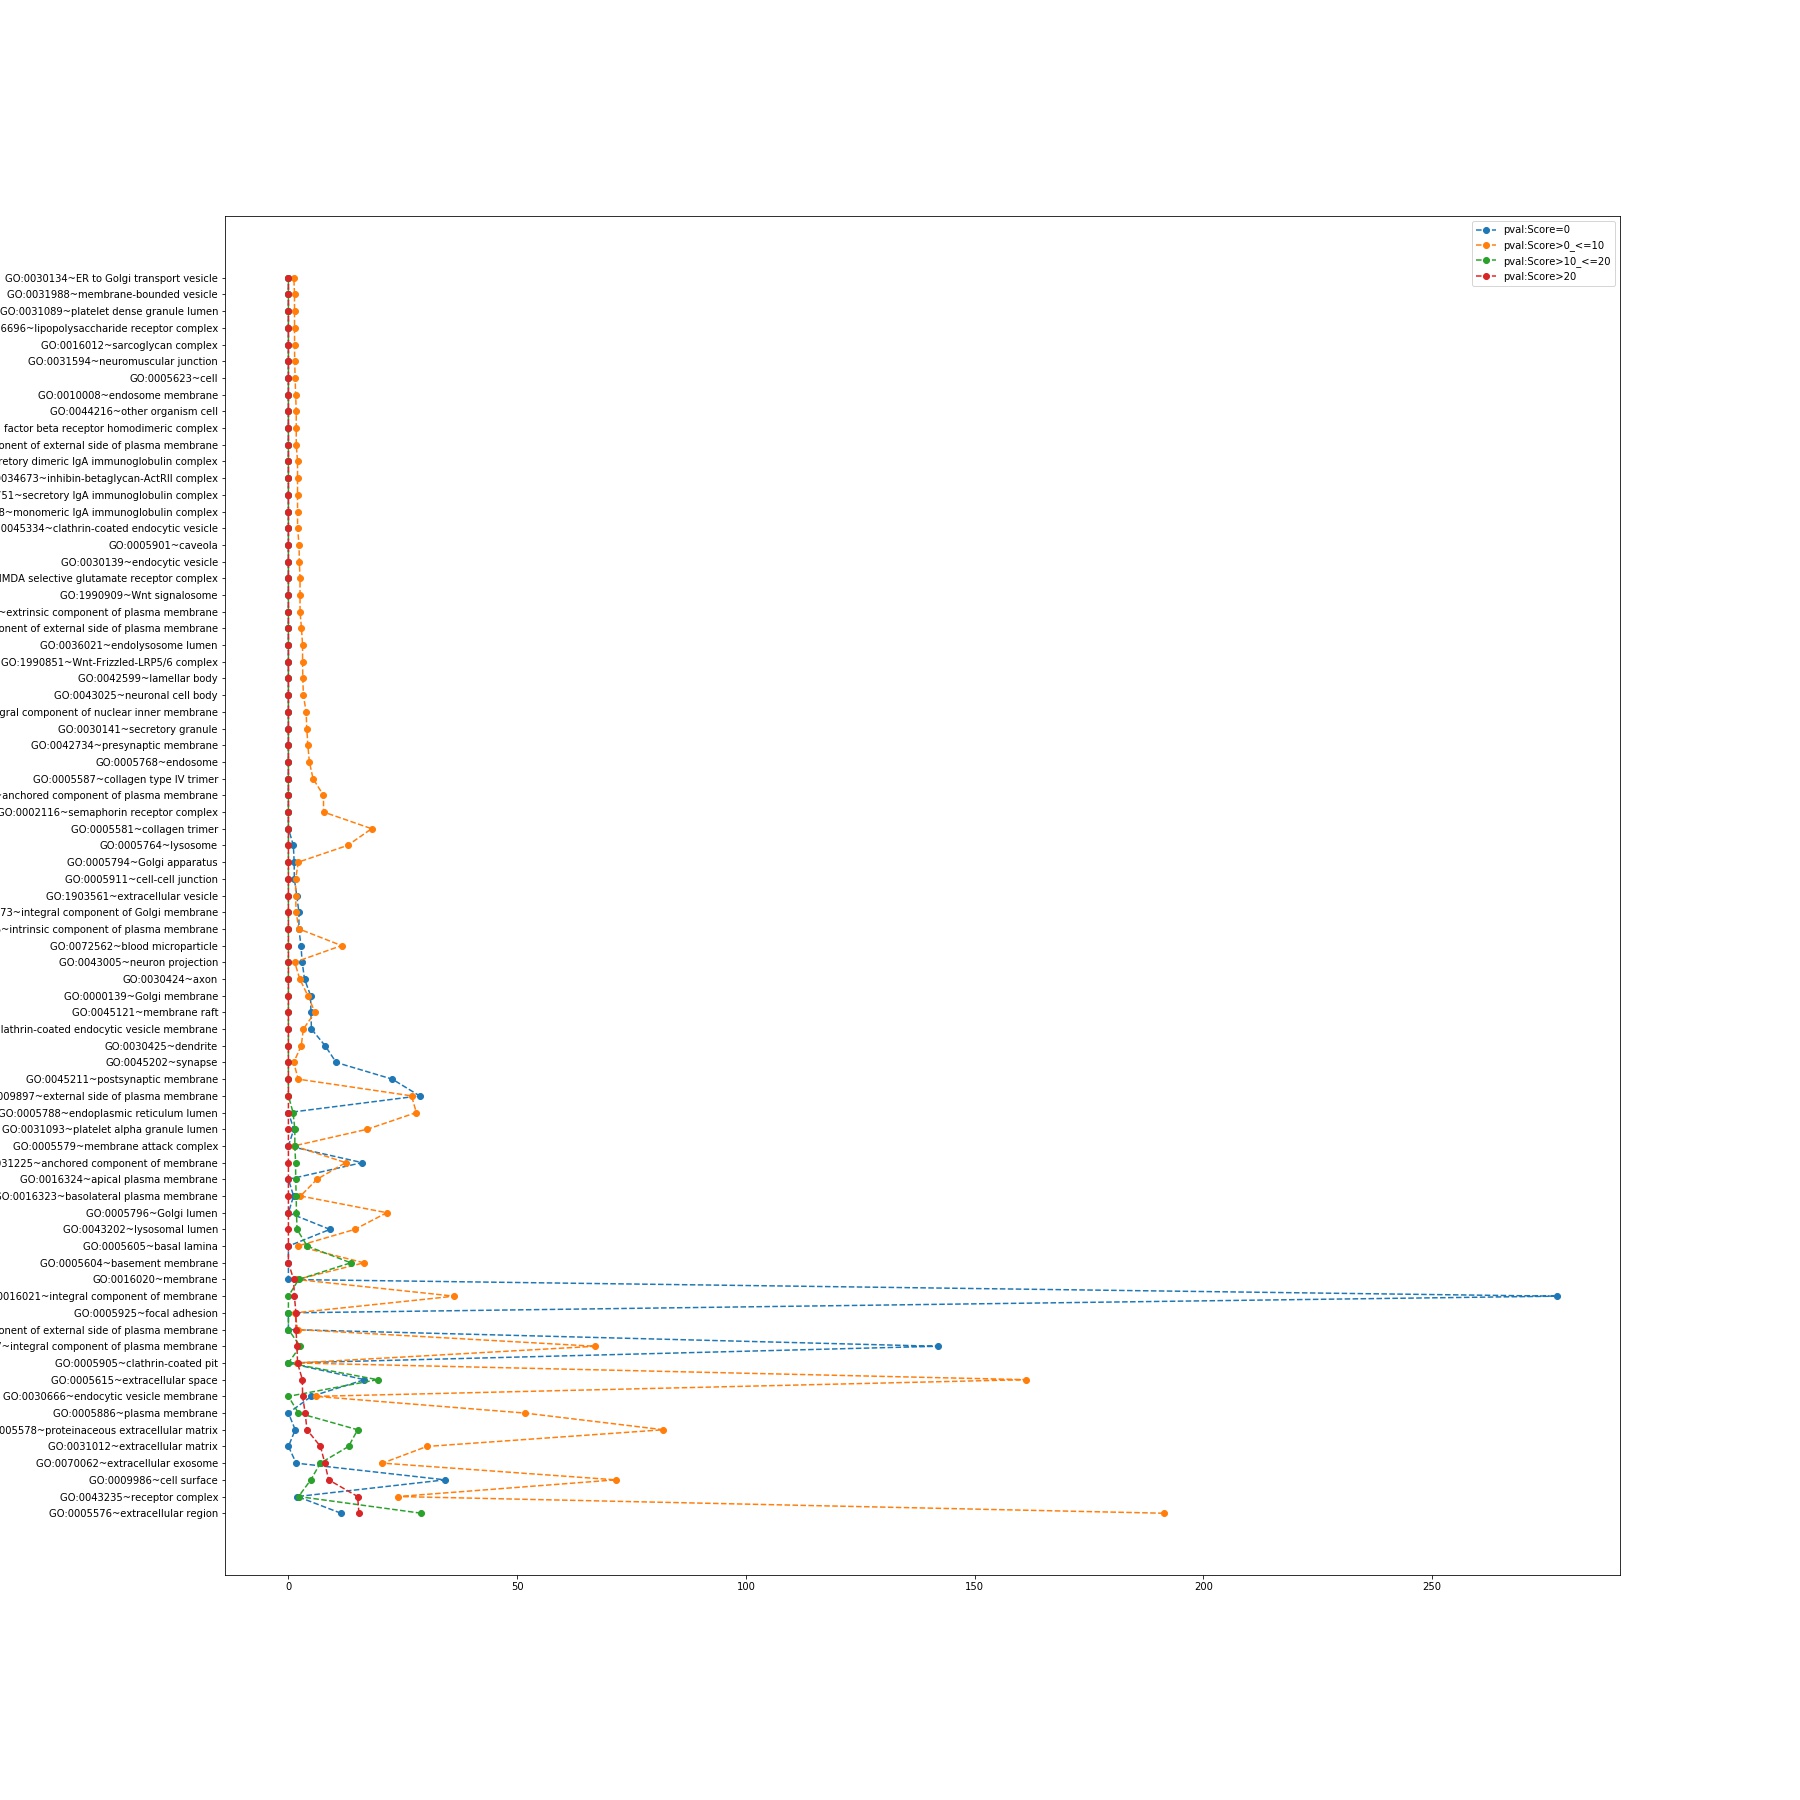 pval:Score=0
pval:Score>0_<=10
pval:Score>10_<=20
pval:Score>20
GO:0030134~ER to Golgi transport vesicle
GO:0031988~membrane-bounded vesicle
GO:0031089~platelet dense granule lumen
6696~lipopolysaccharide receptor complex
GO:0016012~sarcoglycan complex
GO:0031594~neuromuscular junction
GO:0005623~cell
GO:0010008~endosome membrane
GO:0044216~other organism cell
factor beta receptor homodimeric complex
onent of external side of plasma membrane
retory dimeric IgA immunoglobulin complex
034673~inhibin-betaglycan-ActRII complex
751~secretory IgA immunoglobulin complex
8~monomeric IgA immunoglobulin complex
0045334~clathrin-coated endocytic vesicle
GO:0005901~caveola
GO:0030139~endocytic vesicle
NMDA selective glutamate receptor complex
GO:1990909~Wnt signalosome
~extrinsic component of plasma membrane
onent of external side of plasma membrane
GO:0036021~endolysosome lumen
GO:1990851~Wnt-Frizzled-LRP5/6 complex
GO:0042599~lamellar body
GO:0043025~neuronal cell body
gral component of nuclear inner membrane
GO:0030141~secretory granule
GO:0042734~presynaptic membrane
GO:0005768~endosome
GO:0005587~collagen type IV trimer
~anchored component of plasma membrane
GO:0002116~semaphorin receptor complex
GO:0005581~collagen trimer
GO:0005764~lysosome
GO:0005794~Golgi apparatus
GO:0005911~cell-cell junction
GO:1903561~extracellular vesicle
73~integral component of Golgi membrane
~intrinsic component of plasma membrane
GO:0072562~blood microparticle
GO:0043005~neuron projection
GO:0030424~axon
GO:0000139~Golgi membrane
GO:0045121~membrane raft
lathrin-coated endocytic vesicle membrane
GO:0030425~dendrite
GO:0045202~synapse
GO:0045211~postsynaptic membrane
009897~external side of plasma membrane
GO:0005788~endoplasmic reticulum lumen
GO:0031093~platelet alpha granule lumen
GO:0005579~membrane attack complex
031225~anchored component of membrane
GO:0016324~apical plasma membrane
GO:0016323~basolateral plasma membrane
GO:0005796~Golgi lumen
GO:0043202~lysosomal lumen
GO:0005605~basal lamina
GO:0005604~basement membrane
GO:0016020~membrane
0016021~integral component of membrane
GO:0005925~focal adhesion
onent of external side of plasma membrane
~integral component of plasma membrane
GO:0005905~clathrin-coated pit
GO:0005615~extracellular space
GO:0030666~endocytic vesicle membrane
GO:0005886~plasma membrane
005578~proteinaceous extracellular matrix
GO:0031012~extracellular matrix
GO:0070062~extracellular exosome
GO:0009986~cell surface
GO:0043235~receptor complex
GO:0005576~extracellular region
0 50 100 150 200 250